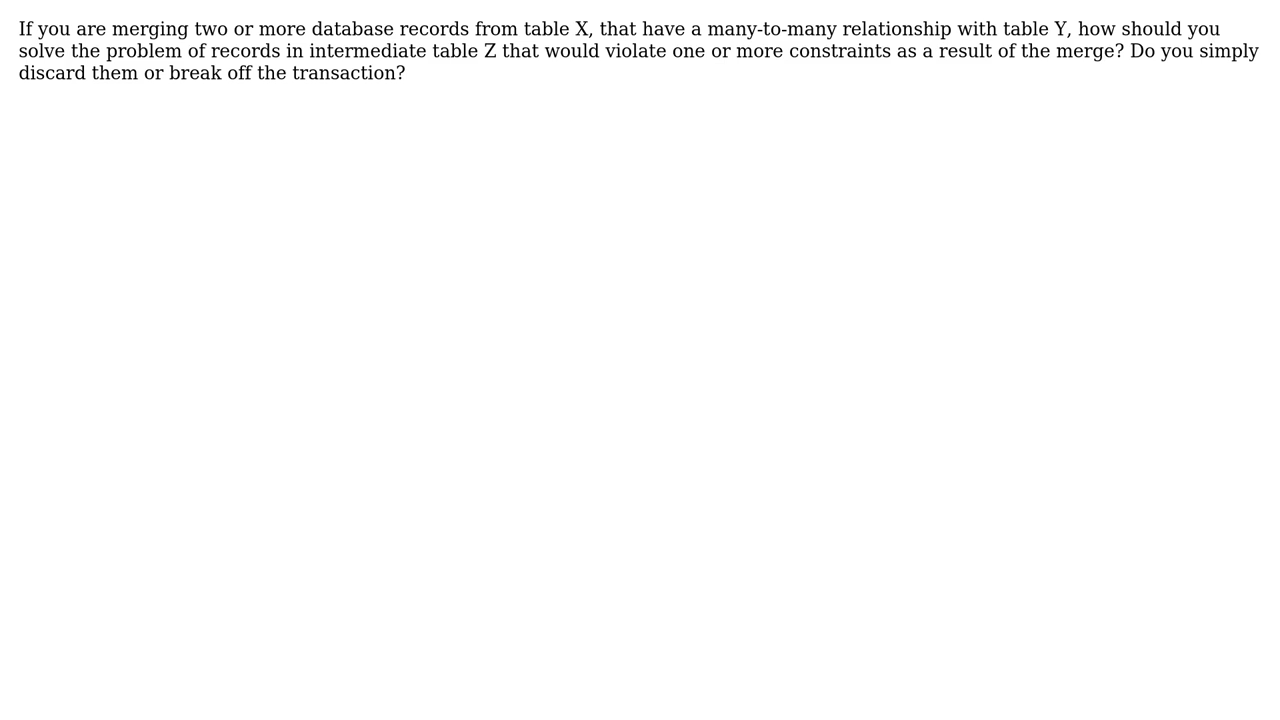 If you are merging two or more database records from table X, that have a many-to-many relationship with table Y, how should you
solve the problem of records in intermediate table Z that would violate one or more constraints as a result of the merge? Do you simply
discard them or break off the transaction?